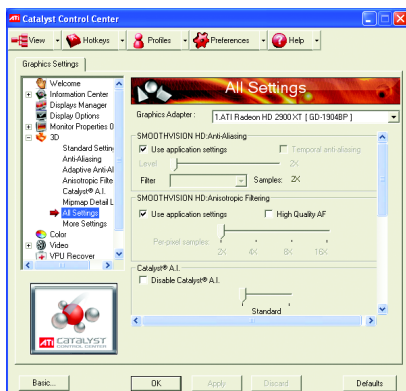 Catalyst Control Center
View Hotkeys Profiles Preferences Help
Graphics Settings
Welcome
Information Center
Displays Manager
Display Options
Monitor Properties 0
3D
Standard Settin
Anti-Aliasing
Adaptive Anti-Al
Anisotropic Filte
Catalyst® A.I.
Mipmap Detail L
All Settings
More Settings
Color
Video
VPU Recover
ATI CATALYST
CONTROL CENTER
All Settings
Graphics Adapter :
1.ATI Radeon HD 2900 XT [ GD-1904BP ]
SMOOTHVISION HD:Anti-Aliasing
Use application settings
Temporal anti-aliasing
Level
2X
Filter
Samples: 2X
SMOOTHVISION HD:Anisotropic Filtering
Use application settings
High Quality AF
Per-pixel samples:
2X 4X 8X 16X
Catalyst® A.I.
Disable Catalyst® A.I.
Standard
Basic...
OK
Apply
Discard
Defaults